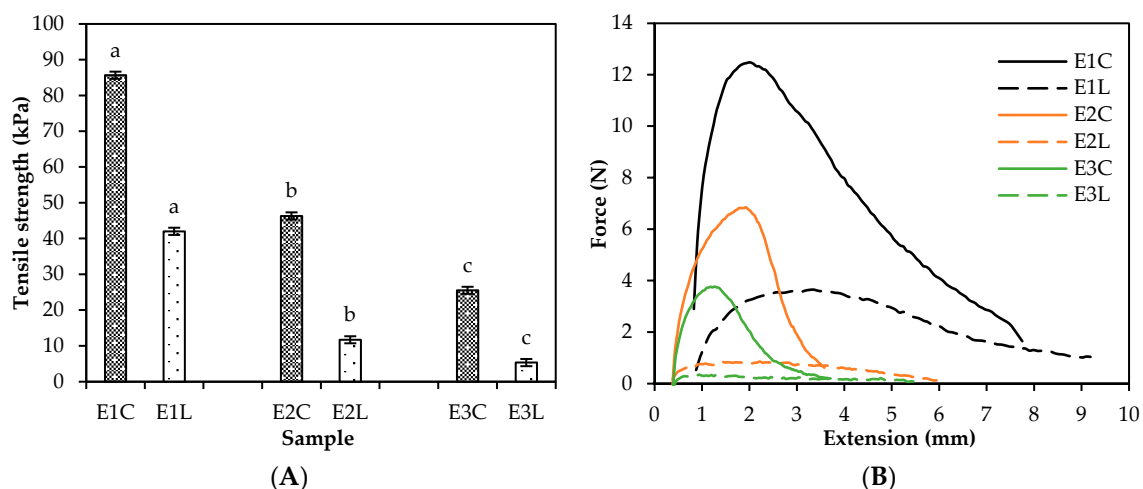 100
90
80
70
60
50
40
30
20
10
0
Tensile strength (kPa)
a
a
b
b
c
c
E1C E1L E2C E2L E3C E3L
Sample
(A)
14
12
10
8
6
4
2
0
Force (N)
E1C
E1L
E2C
E2L
E3C
E3L
0 1 2 3 4 5 6 7 8 9 10
Extension (mm)
(B)